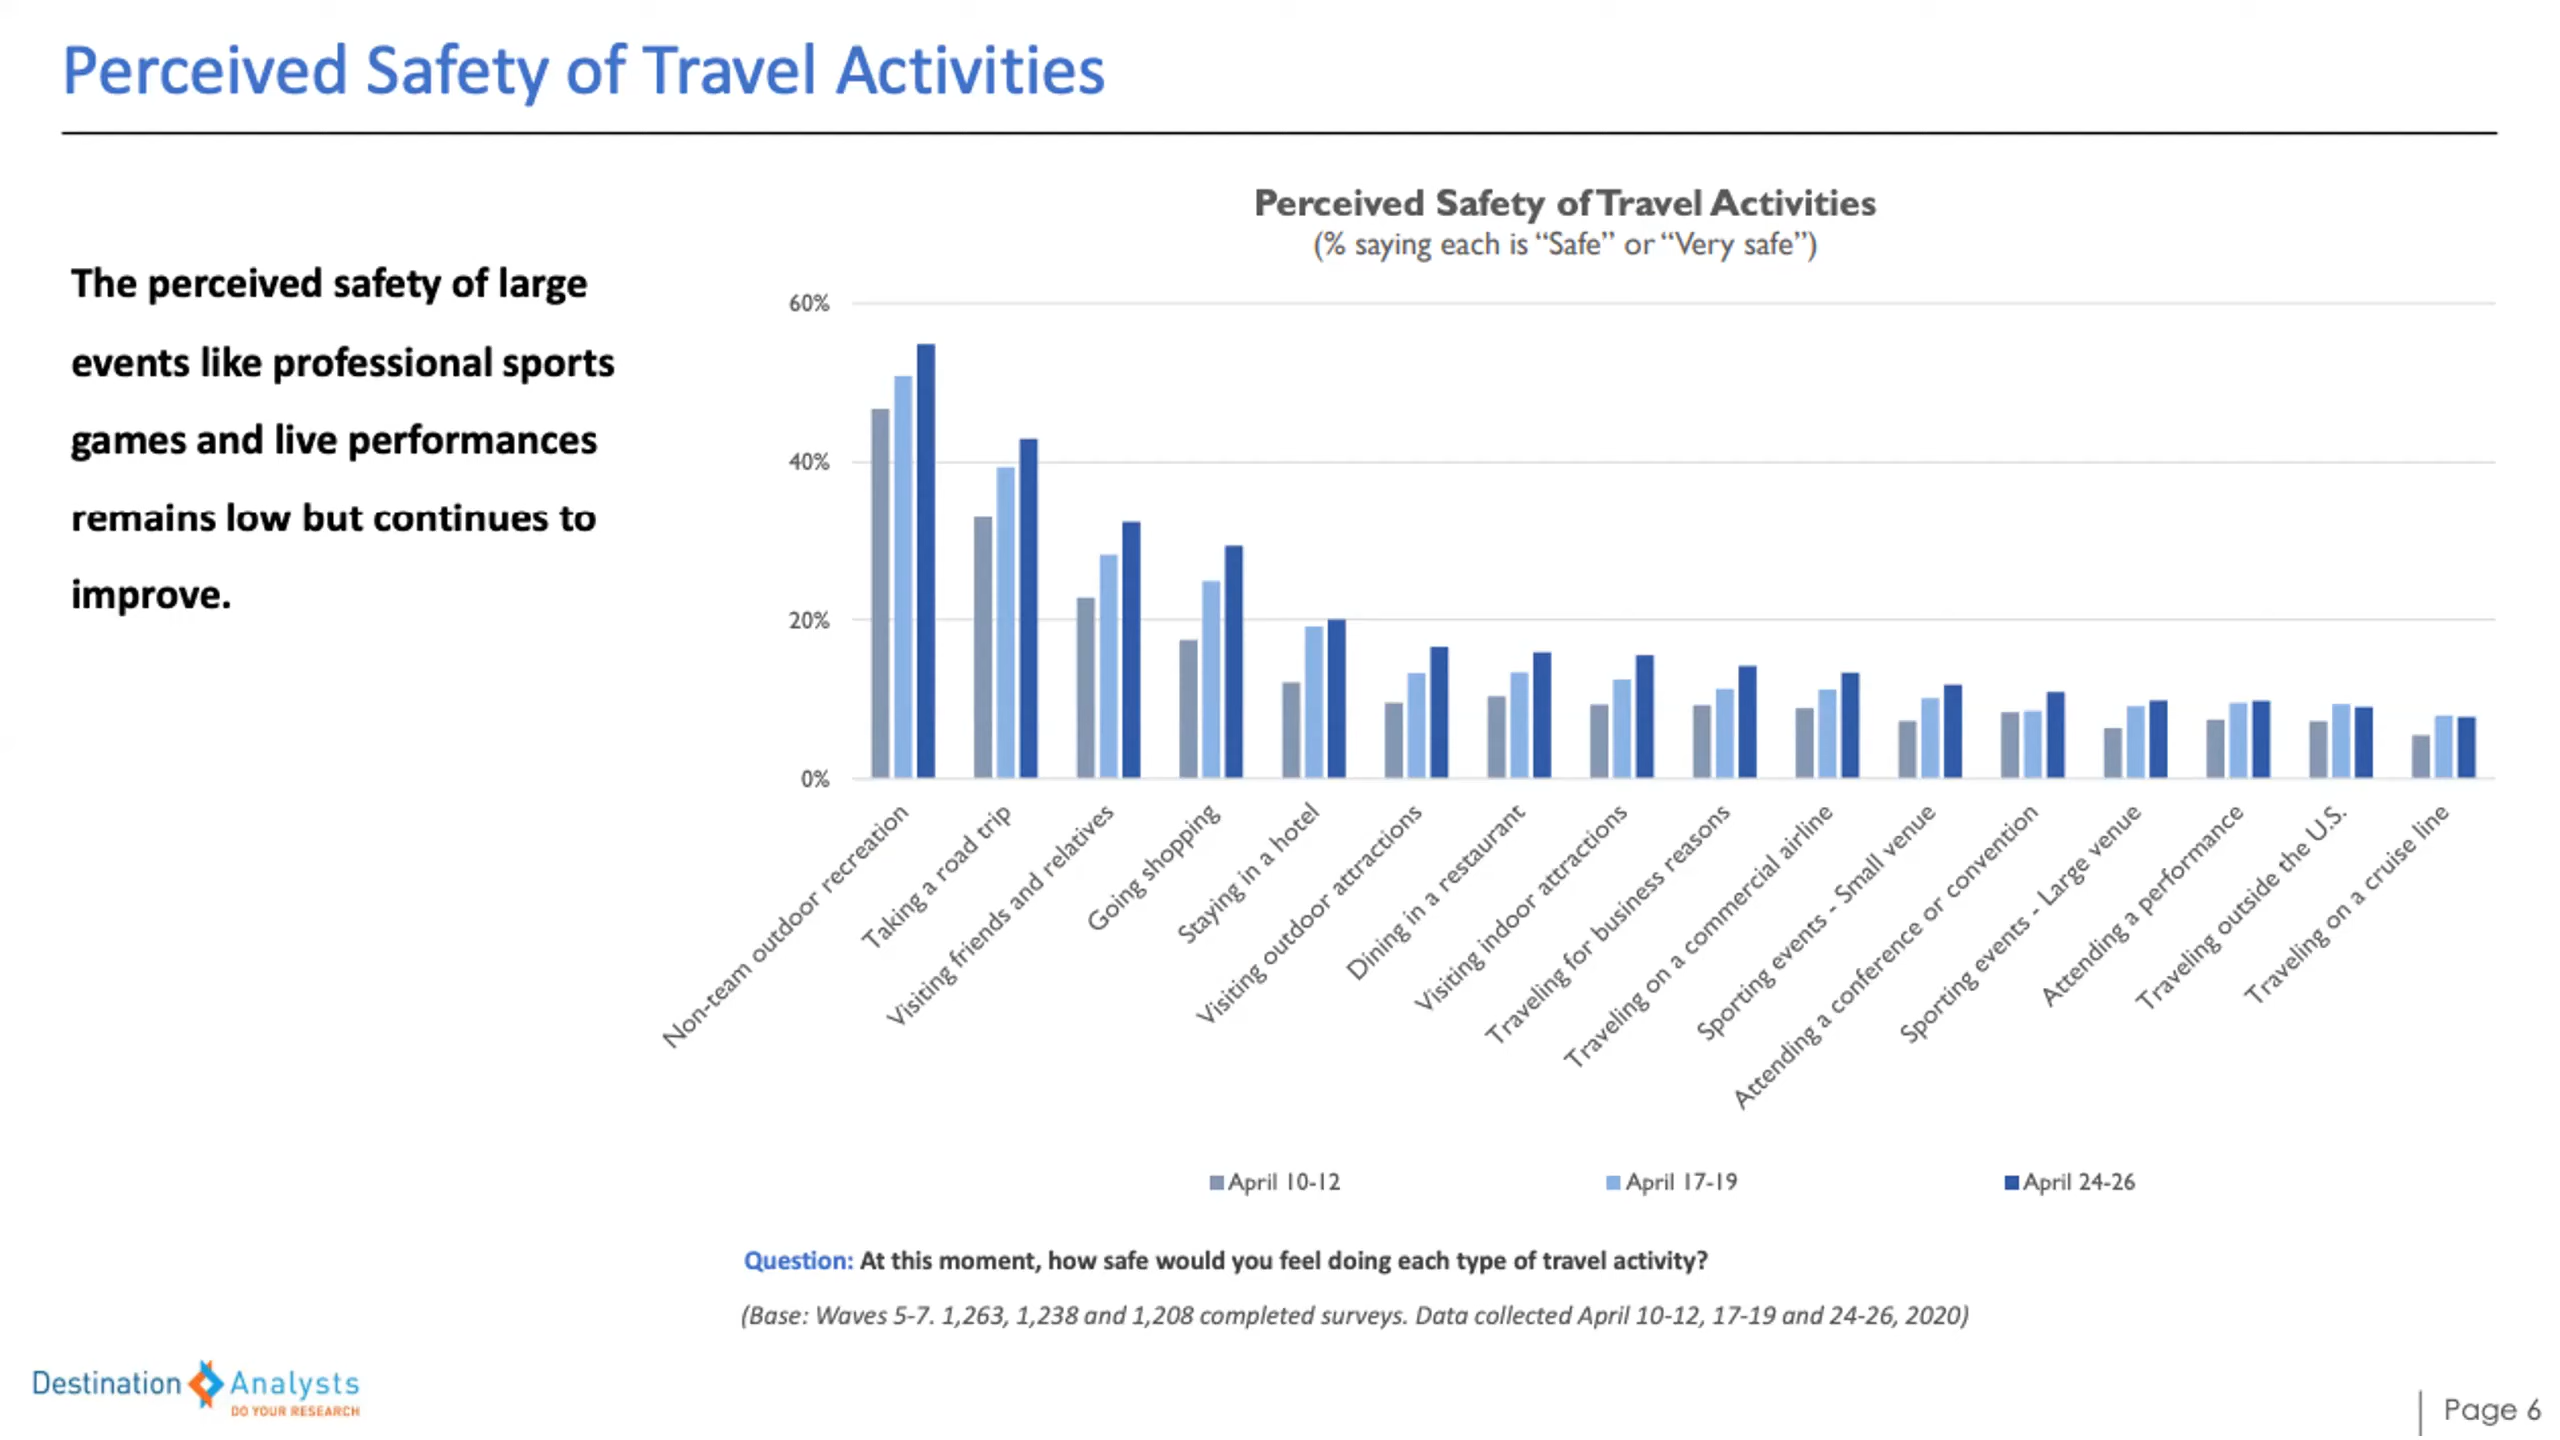 Perceived Safety of Travel Activities
The perceived safety of large
events like professional sports
games and live performances
remains low but continues to
improve.
Perceived Safety of Travel Activities
(% saying each is “Safe” or “Very safe”)
60%
40%
20%
0%
Non-team outdoor recreation
Taking a road trip
Visiting friends and relatives
Going shopping
Staying in a hotel
Visiting outdoor attractions
Dining in a restaurant
Visiting indoor attractions
Traveling for business reasons
Traveling on a commercial airline
Sporting events - Small venue
Attending a conference or convention
Sporting events - Large venue
Attending a performance
Traveling outside the U.S.
Traveling on a cruise line
April 10-12 April 17-19 April 24-26
Question: At this moment, how safe would you feel doing each type of travel activity?
(Base: Waves 5-7. 1,263, 1,238 and 1,208 completed surveys. Data collected April 10-12, 17-19 and 24-26, 2020)
Destination Analysts
DO YOUR RESEARCH
Page 6